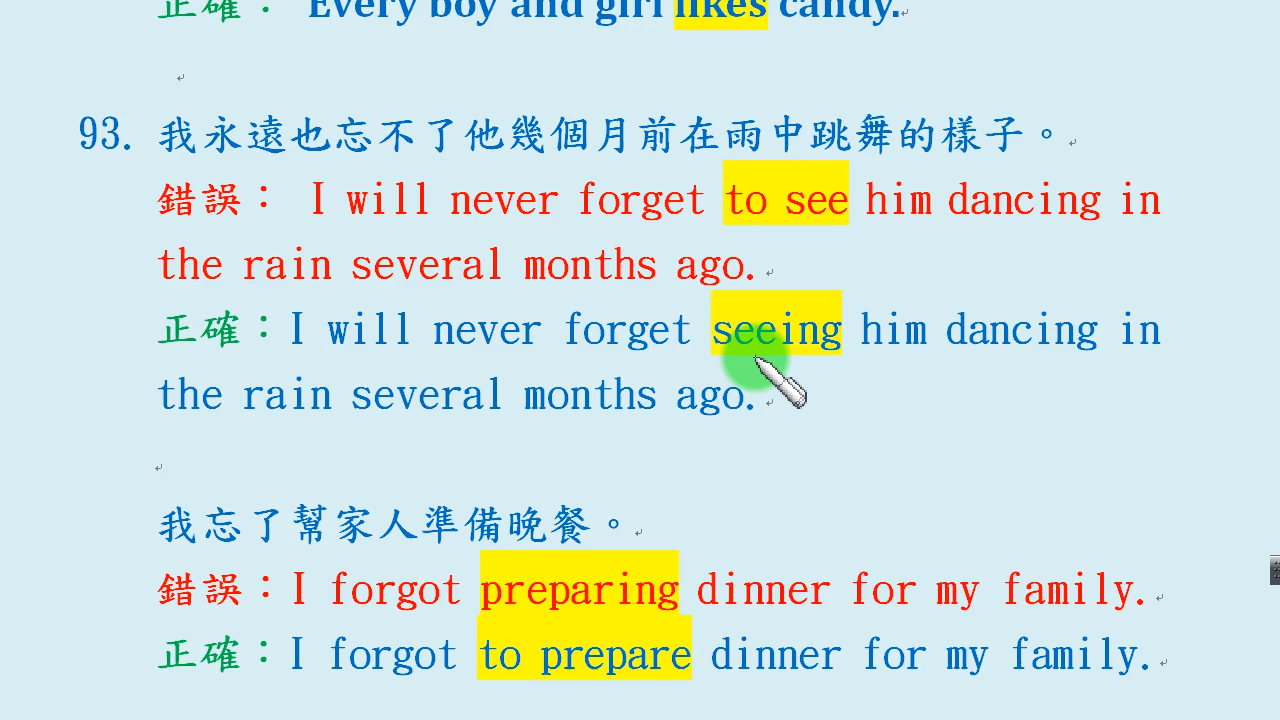 正確： Every boy and girl likes candy.
93. 我永遠也忘不了他幾個月前在雨中跳舞的樣子。
錯誤： I will never forget to see him dancing in
the rain several months ago.
正確：I will never forget seeing him dancing in
the rain several months ago.
我忘了幫家人準備晚餐。
錯誤：I forgot preparing dinner for my family.
正確：I forgot to prepare dinner for my family.